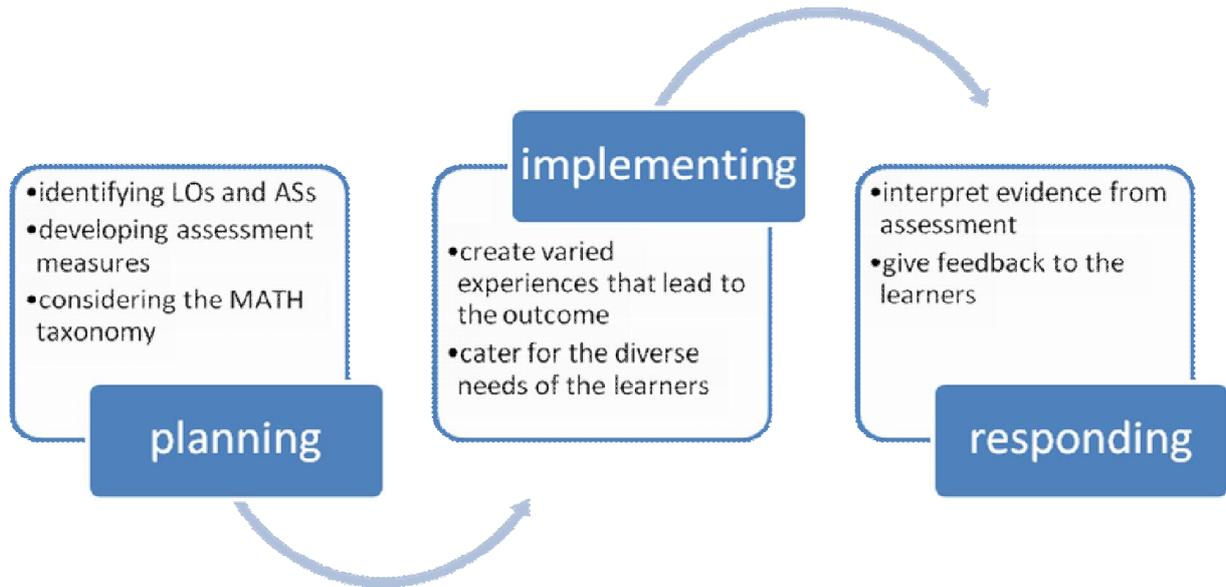 •identifying LOs and ASs
•developing assessment
measures
•considering the MATH
taxonomy
planning
implementing
•create varied
experiences that lead to
the outcome
•cater for the diverse
needs of the learners
•interpret evidence from
assessment
•give feedback to the
learners
responding